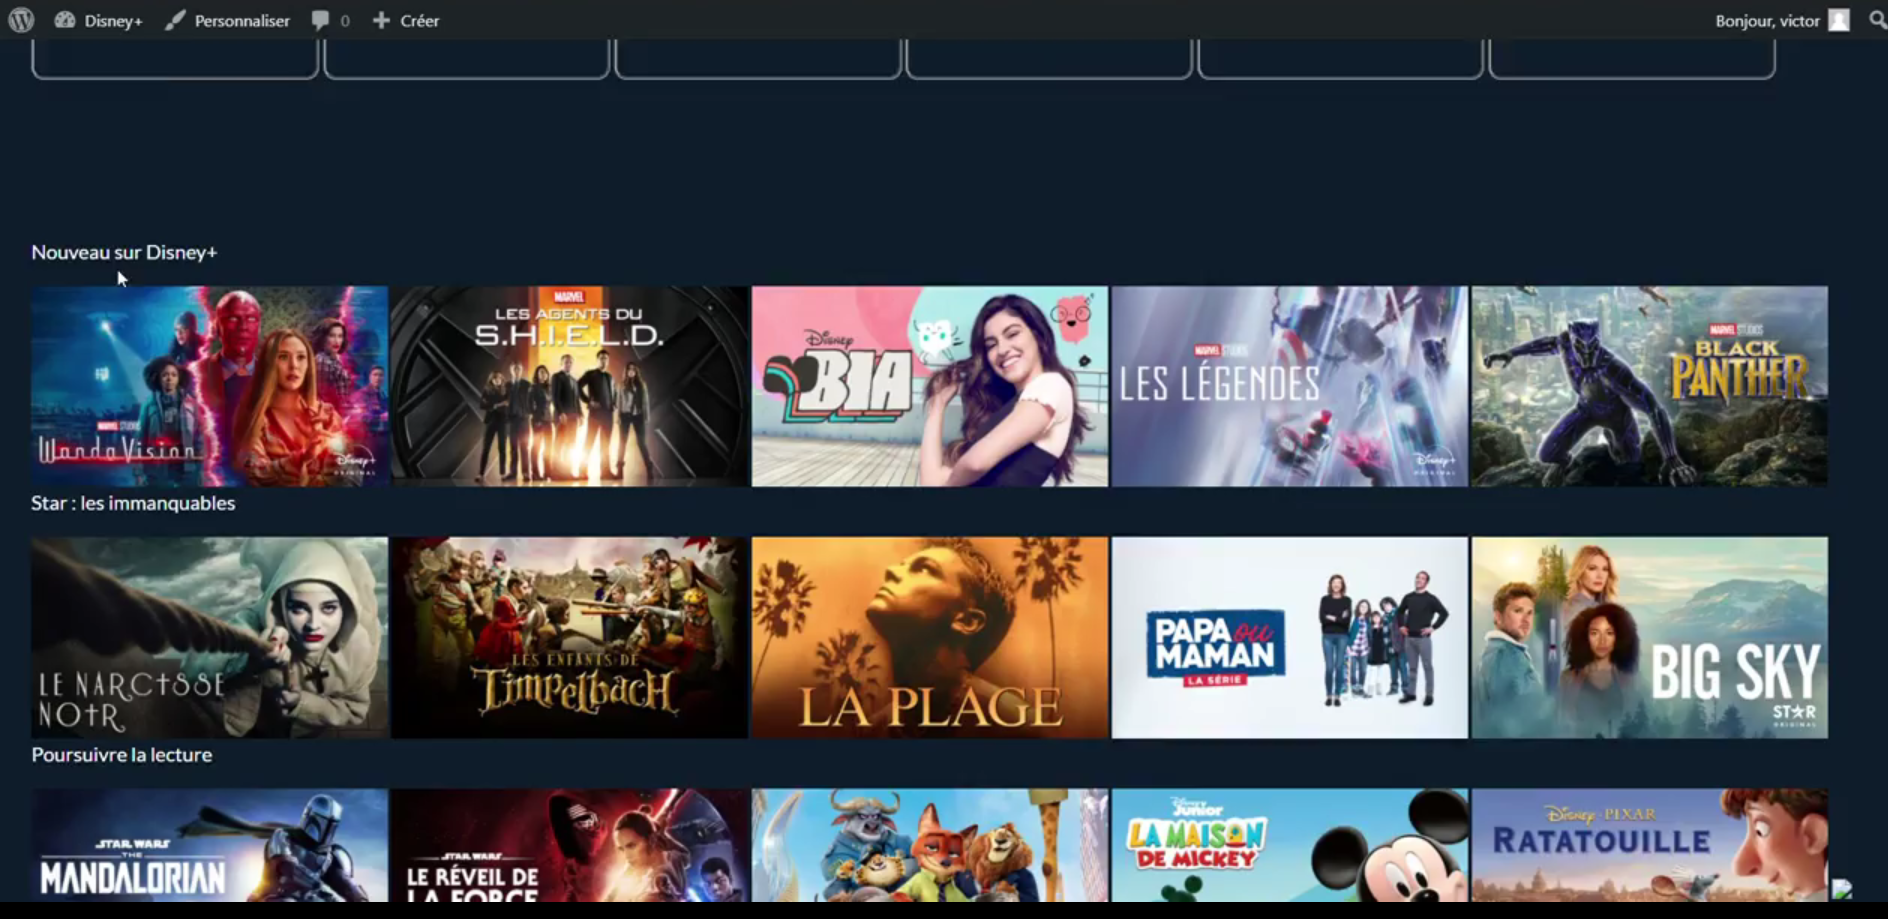 Disney+ Personnaliser 0 Créer Bonjour, victor
Nouveau sur Disney+
MARVEL STUDIOS
WandaVision
Disney+
ORIGINAL
MARVEL
LES AGENTS DU
S.H.I.E.L.D.
Disney
BIA
MARVEL STUDIOS
LES LÉGENDES
Disney+
ORIGINAL
MARVEL STUDIOS
BLACK
PANTHER
Star : les immanquables
LE NARCISSE
NOIR
LES ENFANTS DE
TIMPELBACH
LA PLAGE
PAPA ou
MAMAN
LA SÉRIE
BIG SKY
STAR
ORIGINAL
Poursuivre la lecture
STAR WARS
THE
MANDALORIAN
STAR WARS
LE RÉVEIL DE
LA FORCE
Disney
Junior
LA MAISON
DE MICKEY
Disney · PIXAR
RATATOUILLE